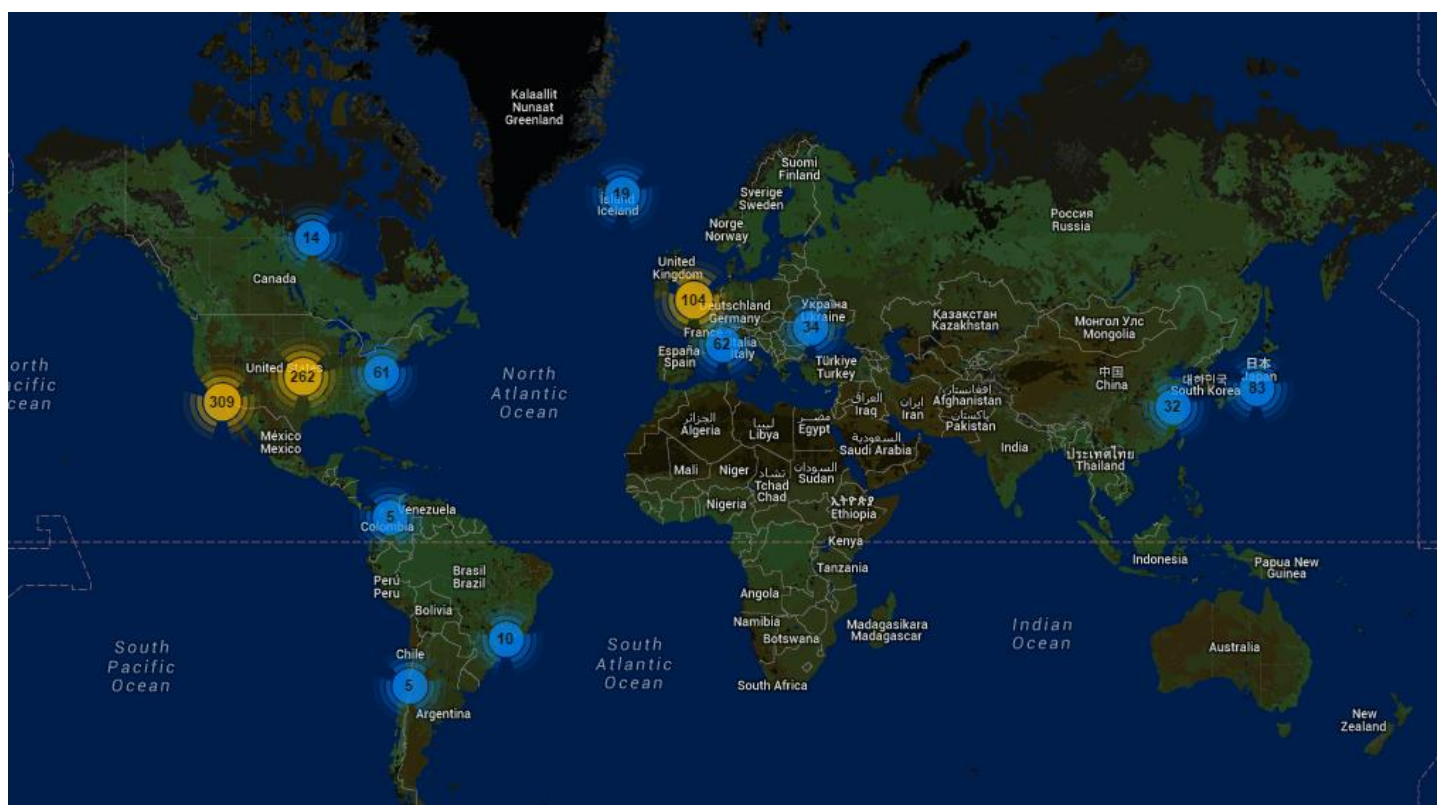 Kalaallit
Nunaat
Greenland
19
Ísland
Iceland
Suomi
Finland
Sverige
Sweden
Norge
Norway
Россия
Russia
14
Canada
United
Kingdom
104
Deutschland
Germany
Україна
Ukraine
34
France
62
Italia
Italy
España
Spain
Türkiye
Turkey
Қазақстан
Kazakhstan
Монгол Улс
Mongolia
中国
China
대한민국
South Korea
32
日本
Japan
83
orth
acific
cean
United States
262
61
309
North
Atlantic
Ocean
México
Mexico
الجزائر
Algeria
ليبيا
Libya
مصر
Egypt
العراق
Iraq
ایران
Iran
افغانستان
Afghanistan
پاکستان
Pakistan
السعودية
Saudi Arabia
India
ประเทศไทย
Thailand
Mali
Niger
تشاد
Tchad
Chad
السودان
Sudan
Nigeria
ኢትዮጵያ
Ethiopia
Kenya
Tanzania
5
Venezuela
Colombia
Perú
Peru
Brasil
Brazil
Bolivia
10
Chile
5
Argentina
South
Pacific
Ocean
South
Atlantic
Ocean
Angola
Namibia
Botswana
Madagasikara
Madagascar
South Africa
Indian
Ocean
Indonesia
Papua New
Guinea
Australia
New
Zealand